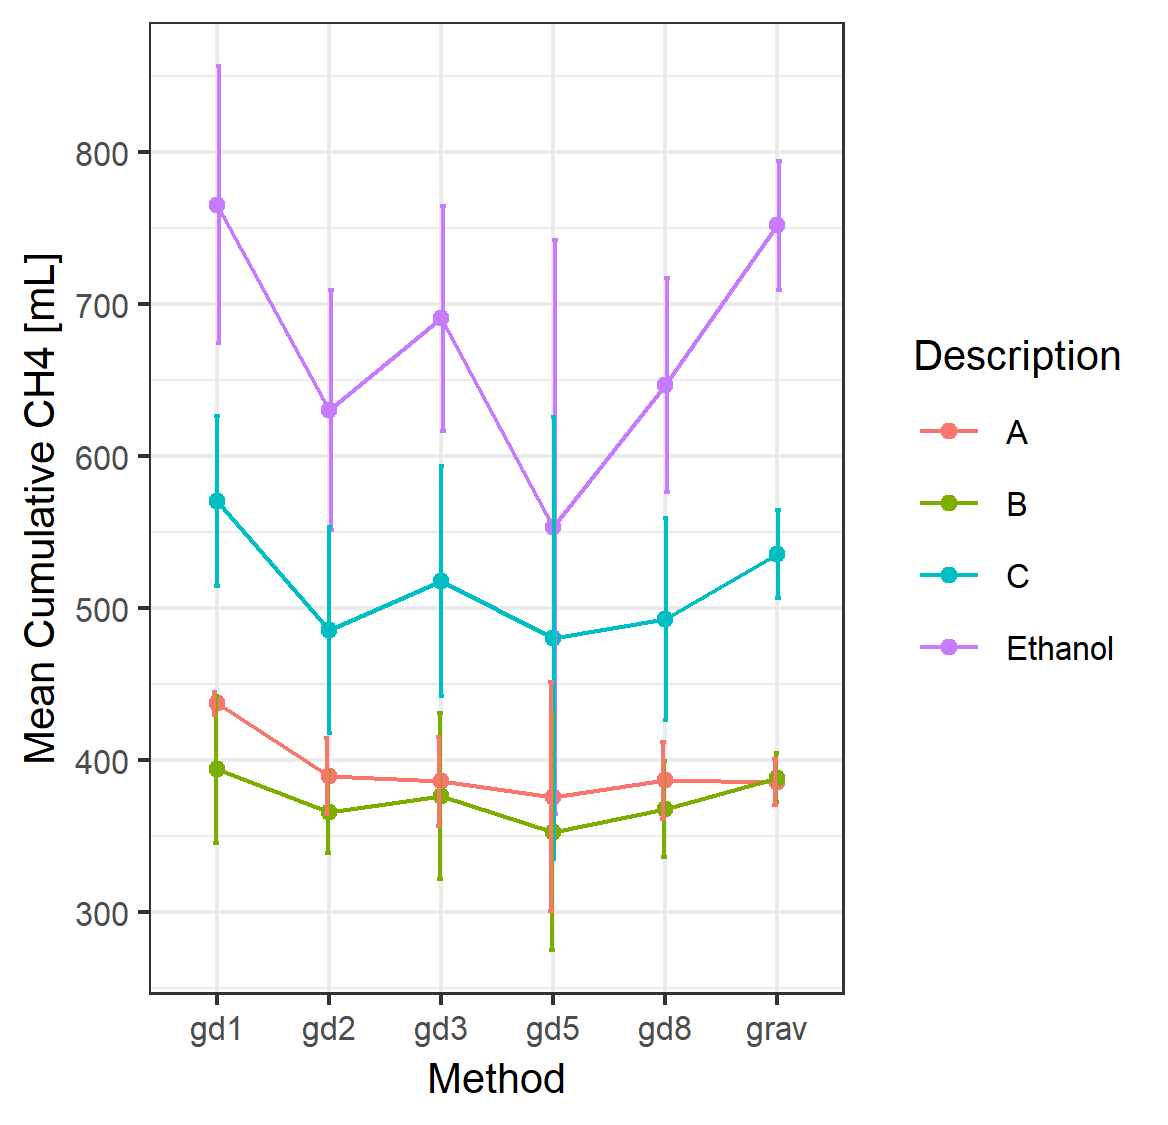 Mean Cumulative CH4 [mL]
800
700
600
500
400
300
gd1 gd2 gd3 gd5 gd8 grav
Method
Description
A
B
C
Ethanol